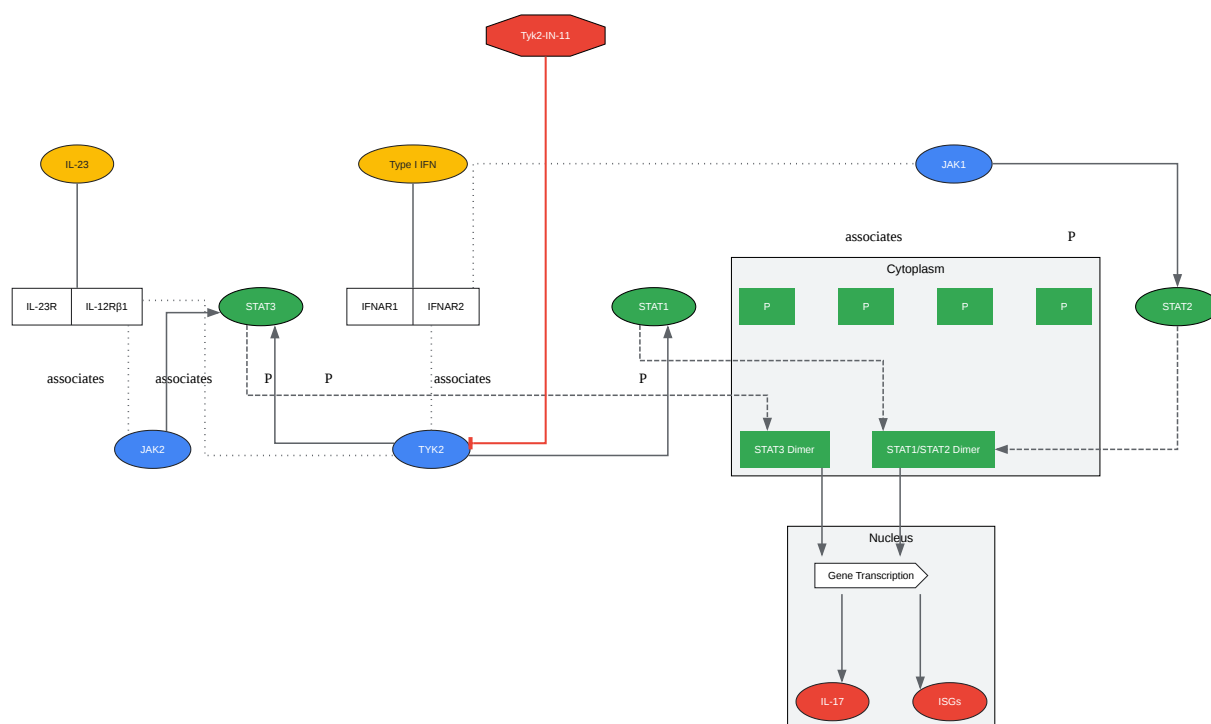 Tyk2-IN-11
IL-23
Type I IFN
JAK1
associates
P
Cytoplasm
IL-23R
IL-12Rβ1
STAT3
IFNAR1
IFNAR2
STAT1
P
P
P
P
STAT2
associates
associates
P
P
associates
P
JAK2
TYK2
STAT3 Dimer
STAT1/STAT2 Dimer
Nucleus
Gene Transcription
IL-17
ISGs